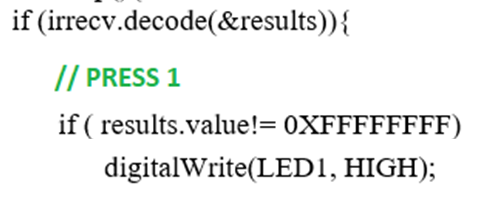 if (irrecv.decode(&results)){
// PRESS 1
if ( results.value!= 0XFFFFFFFF)
digitalWrite(LED1, HIGH);